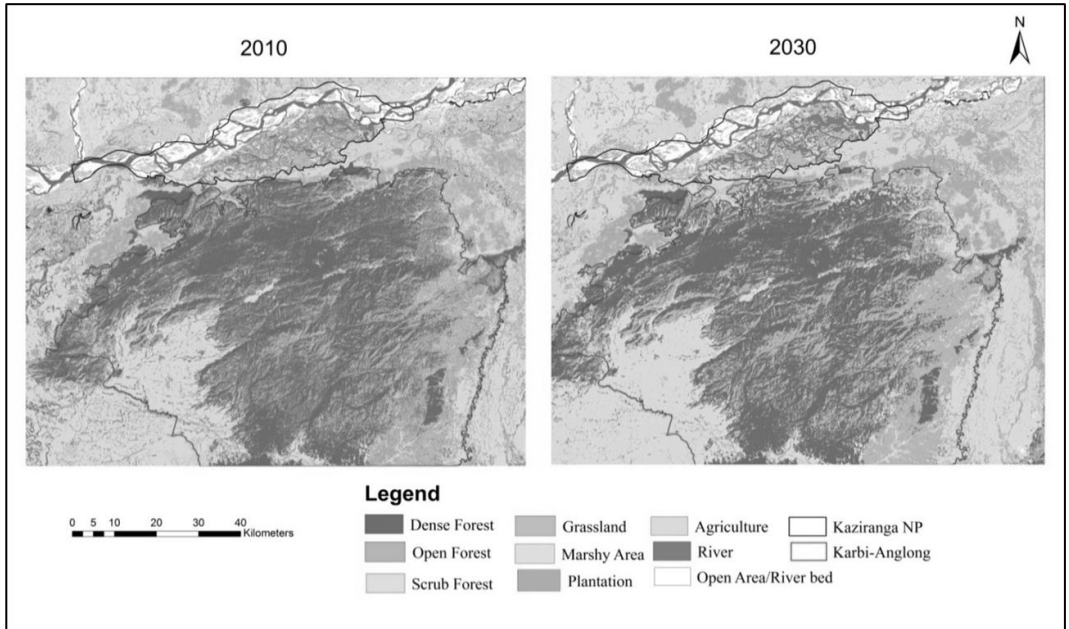 N
2010 2030
Legend
0 5 10 20 30 40
Kilometers
Dense Forest Grassland Agriculture Kaziranga NP
Open Forest Marshy Area River Karbi-Anglong
Scrub Forest Plantation Open Area/River bed